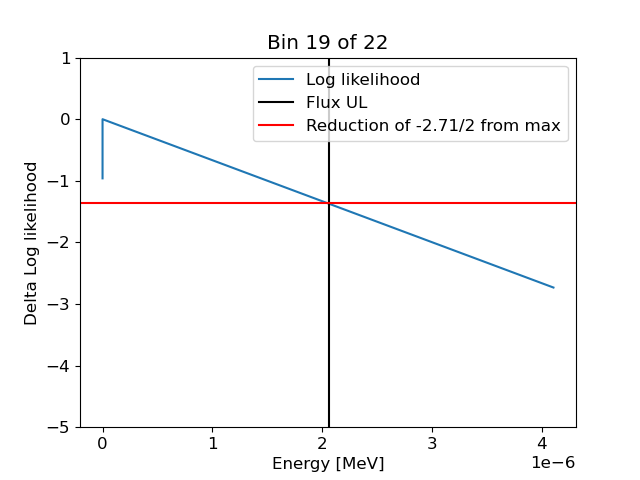 Bin 19 of 22
Log likelihood
Flux UL
Reduction of -2.71/2 from max
Delta Log likelihood
1
0
−1
−2
−3
−4
−5
0 1 2 3 4
1e−6
Energy [MeV]